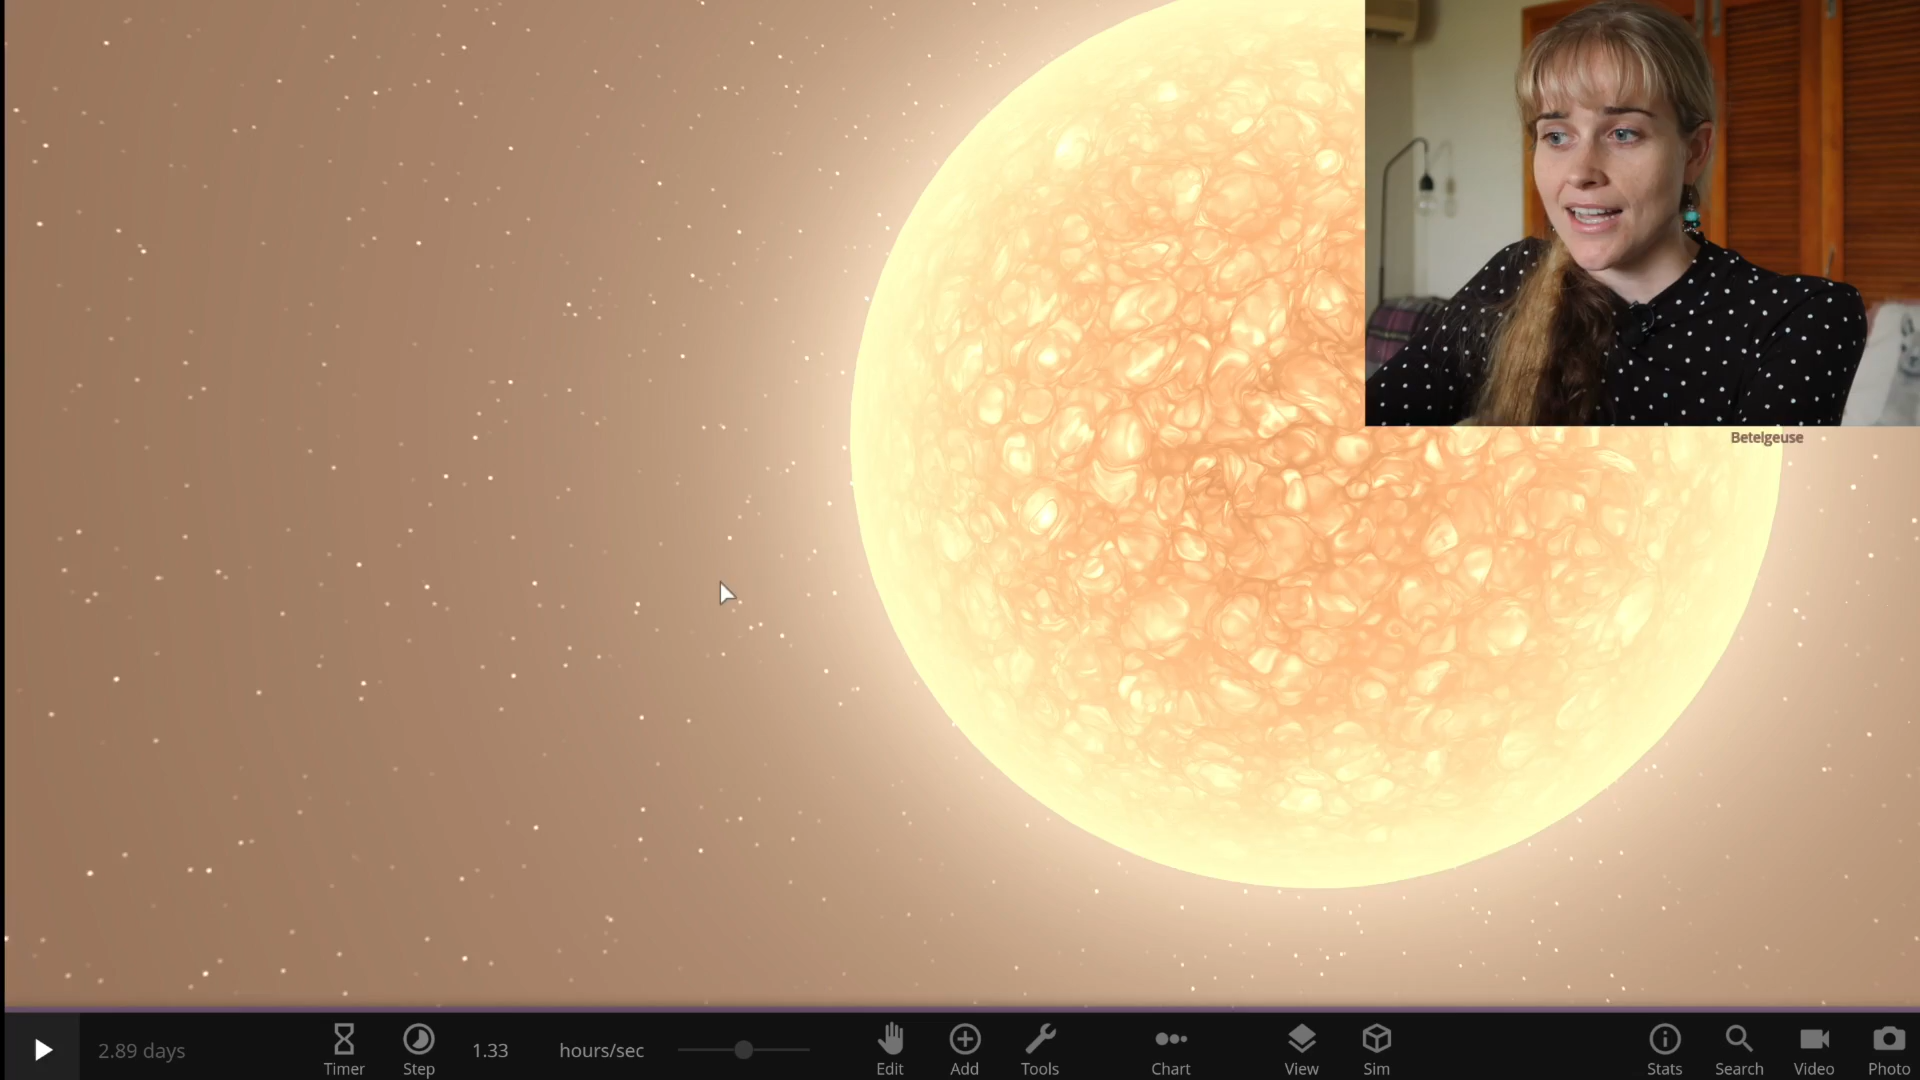 Betelgeuse
2.89 days
Timer
Step
1.33
hours/sec
Edit
Add
Tools
Chart
View
Sim
Stats
Search
Video
Photo